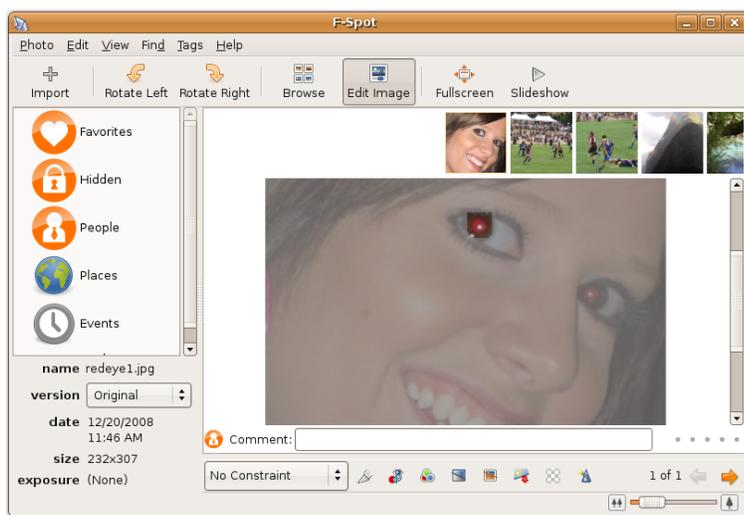 F-Spot
Photo Edit View Find Tags Help
Import Rotate Left Rotate Right Browse Edit Image Fullscreen Slideshow
Favorites
Hidden
People
Places
Events
name redeye1.jpg
version Original
date 12/20/2008
11:46 AM
size 232x307
exposure (None)
Comment:
No Constraint
1 of 1